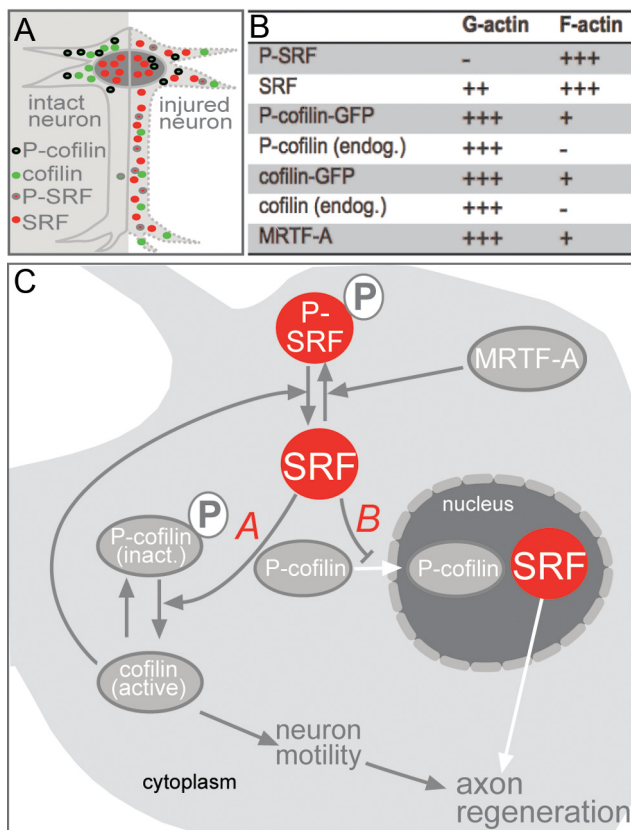 A
intact
neuron
injured
neuron
P-cofilin
cofilin
P-SRF
SRF
B
G-actin F-actin
P-SRF - +++
SRF ++ +++
P-cofilin-GFP +++ +
P-cofilin (endog.) +++ -
cofilin-GFP +++ +
cofilin (endog.) +++ -
MRTF-A +++ +
C
P
P-
SRF
MRTF-A
SRF
P
P-cofilin
(inact.)
A
B
P-cofilin
nucleus
P-cofilin
SRF
cofilin
(active)
neuron
motility
cytoplasm
axon
regeneration